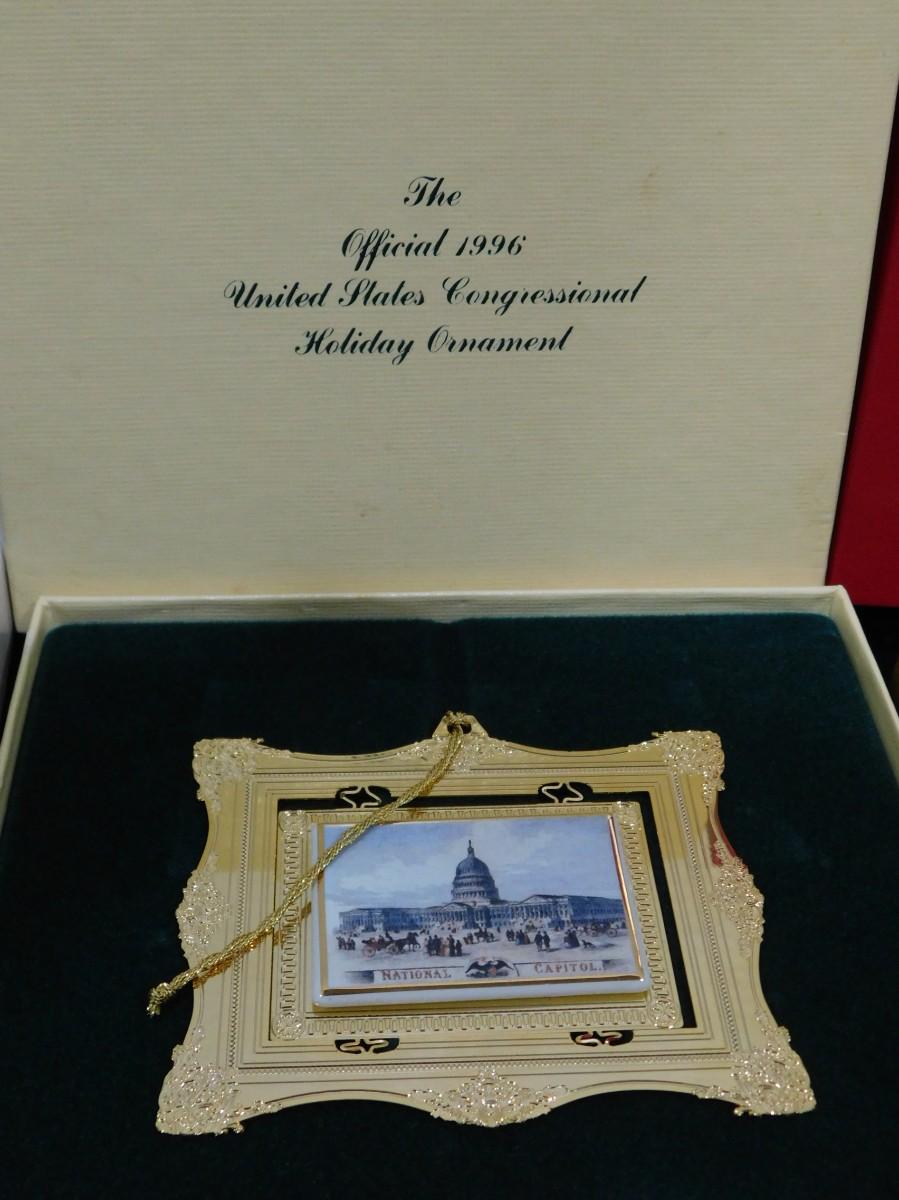 The
Official 1996
United States Congressional
Holiday Ornament
NATIONAL CAPITOL.